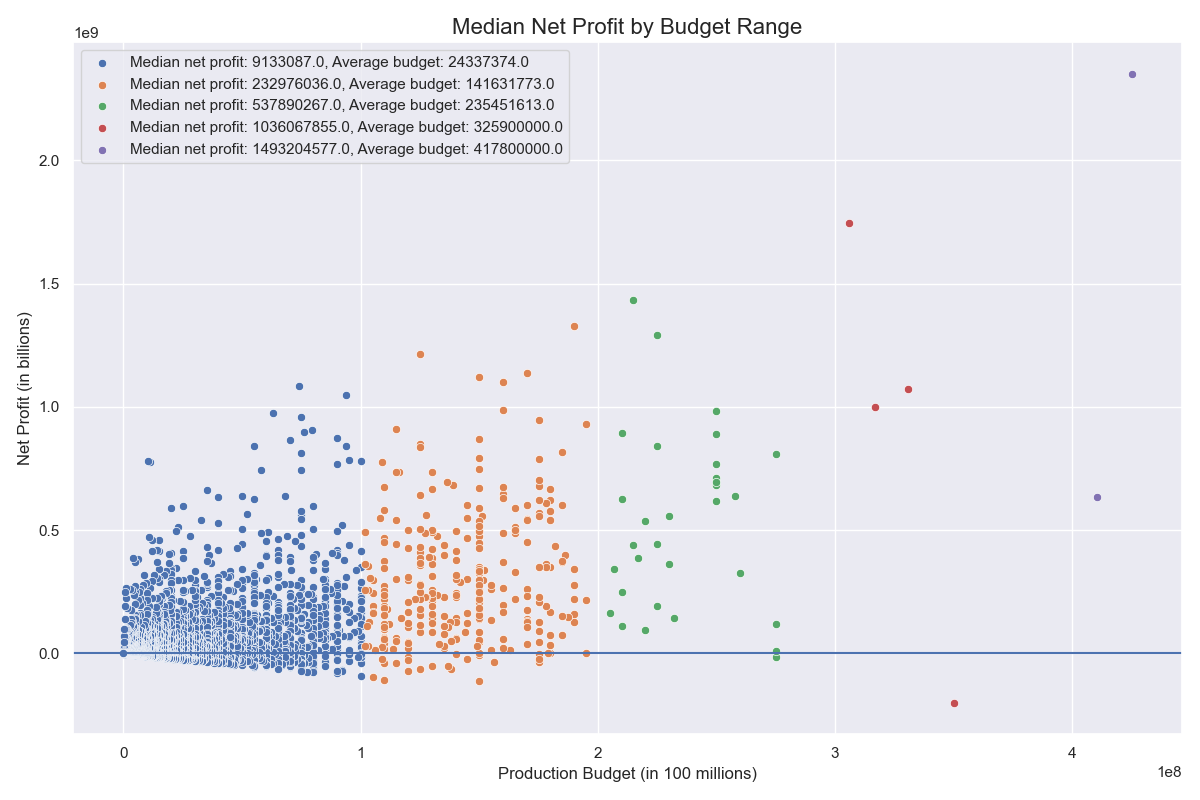 Median Net Profit by Budget Range
1e9
Median net profit: 9133087.0, Average budget: 24337374.0
Median net profit: 232976036.0, Average budget: 141631773.0
Median net profit: 537890267.0, Average budget: 235451613.0
Median net profit: 1036067855.0, Average budget: 325900000.0
Median net profit: 1493204577.0, Average budget: 417800000.0
2.0
1.5
1.0
0.5
0.0
Net Profit (in billions)
0 1 2 3 4
1e8
Production Budget (in 100 millions)